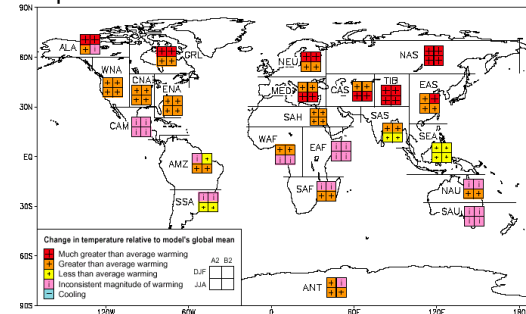 90N
60N
30N
EQ
30S
60S
90S
120W
60W
0
60E
120E
180
ALA
GRL
WNA
CNA
ENA
CAM
AMZ
SSA
NEU
MED
SAH
WAF
EAF
SAF
NAS
CAS
TIB
EAS
SAS
SEA
NAU
SAU
ANT
Change in temperature relative to model's global mean
Much greater than average warming
Greater than average warming
Less than average warming
Inconsistent magnitude of warming
Cooling
A2 B2
DJF
JJA